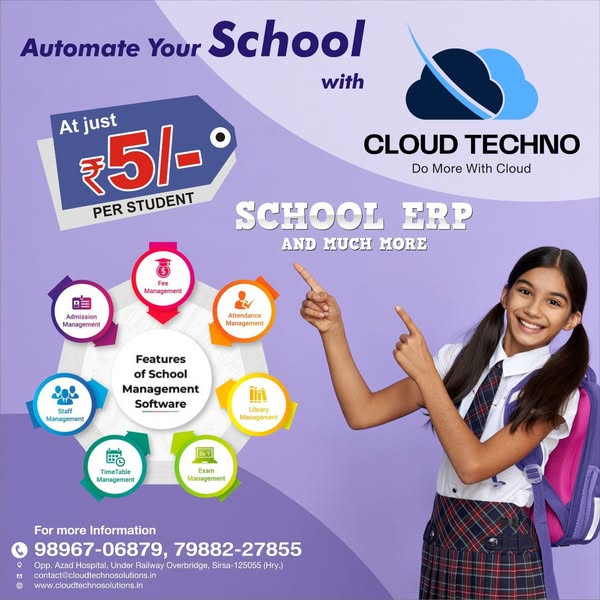 Automate Your School
with
CLOUD TECHNO
Do More With Cloud
At just
₹5/-
PER STUDENT
SCHOOL ERP
AND MUCH MORE
Fee
Management
Admission
Management
Attendance
Management
Features
of School
Management
Software
Staff
Management
Library
Management
TimeTable
Management
Exam
Management
For more Information
98967-06879, 79882-27855
Opp. Azad Hospital, Under Railway Overbridge, Sirsa-125055 (Hry.)
contact@cloudtechnosolutions.in
www.cloudtechnosolutions.in